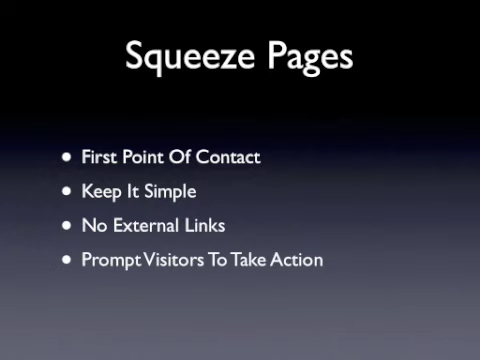 Squeeze Pages
• First Point Of Contact
• Keep It Simple
• No External Links
• Prompt Visitors To Take Action